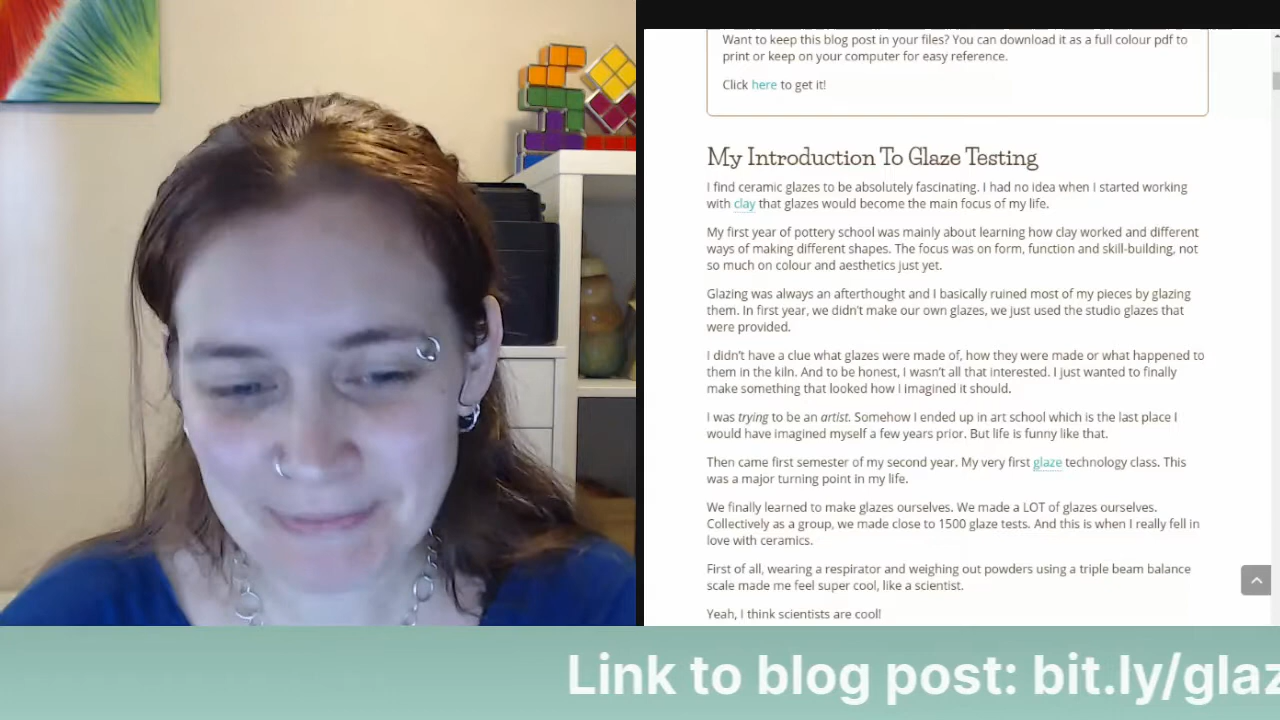 Want to keep this blog post in your files? You can download it as a full colour pdf to
print or keep on your computer for easy reference.
Click here to get it!
My Introduction To Glaze Testing
I find ceramic glazes to be absolutely fascinating. I had no idea when I started working
with clay that glazes would become the main focus of my life.
My first year of pottery school was mainly about learning how clay worked and different
ways of making different shapes. The focus was on form, function and skill-building, not
so much on colour and aesthetics just yet.
Glazing was always an afterthought and I basically ruined most of my pieces by glazing
them. In first year, we didn't make our own glazes, we just used the studio glazes that
were provided.
I didn't have a clue what glazes were made of, how they were made or what happened to
them in the kiln. And to be honest, I wasn't all that interested. I just wanted to finally
make something that looked how I imagined it should.
I was trying to be an artist. Somehow I ended up in art school which is the last place I
would have imagined myself a few years prior. But life is funny like that.
Then came first semester of my second year. My very first glaze technology class. This
was a major turning point in my life.
We finally learned to make glazes ourselves. We made a LOT of glazes ourselves.
Collectively as a group, we made close to 1500 glaze tests. And this is when I really fell in
love with ceramics.
First of all, wearing a respirator and weighing out powders using a triple beam balance
scale made me feel super cool, like a scientist.
Yeah, I think scientists are cool!
Link to blog post: bit.ly/glaz